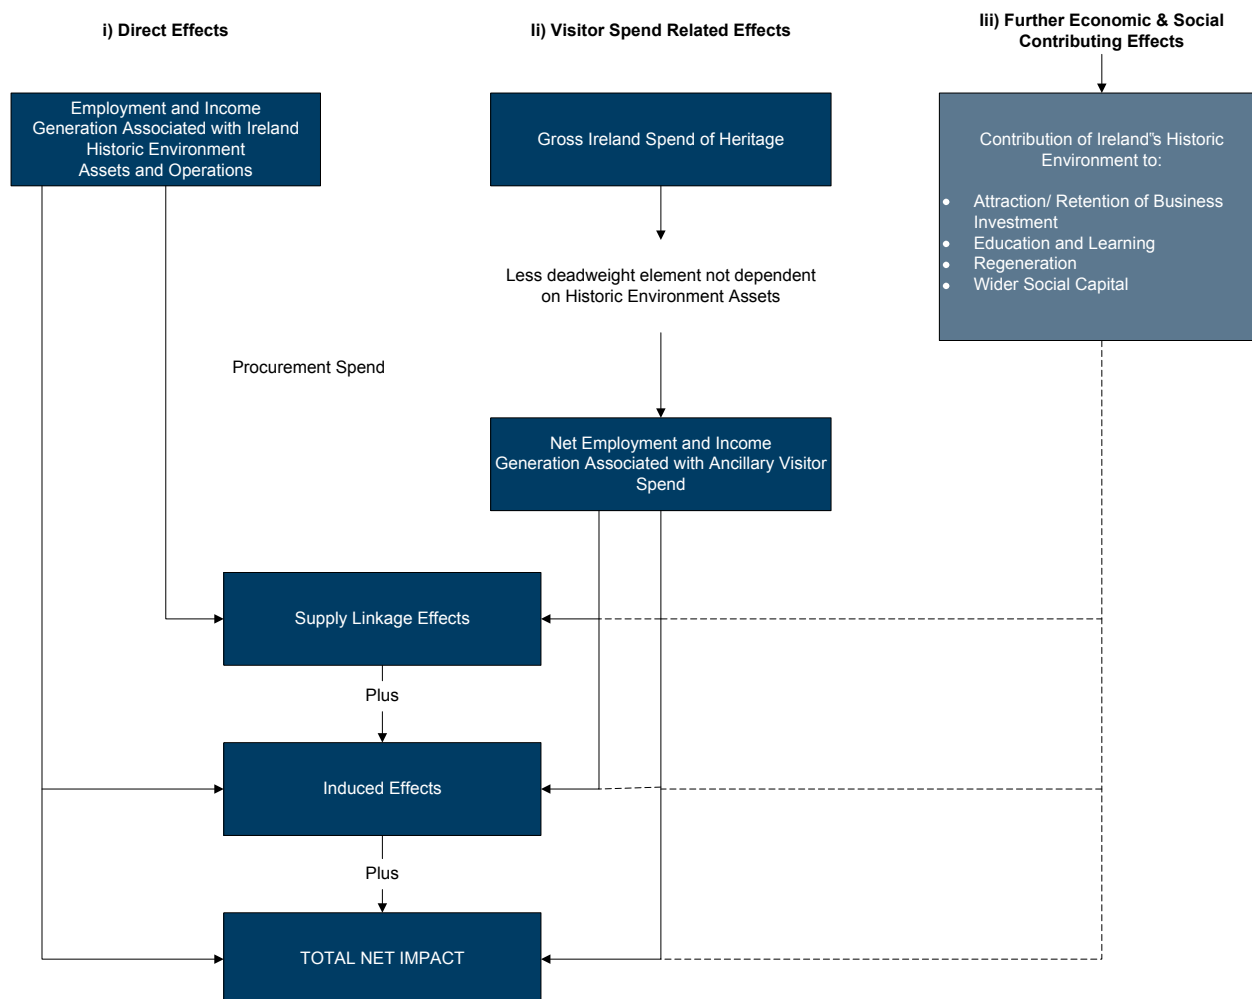 i) Direct Effects
Ii) Visitor Spend Related Effects
Iii) Further Economic & Social
Contributing Effects
Employment and Income
Generation Associated with Ireland
Historic Environment
Assets and Operations
Gross Ireland Spend of Heritage
Contribution of Ireland"s Historic
Environment to:
• Attraction/ Retention of Business
Investment
• Education and Learning
• Regeneration
• Wider Social Capital
Less deadweight element not dependent
on Historic Environment Assets
Procurement Spend
Net Employment and Income
Generation Associated with Ancillary Visitor
Spend
Supply Linkage Effects
Plus
Induced Effects
Plus
TOTAL NET IMPACT